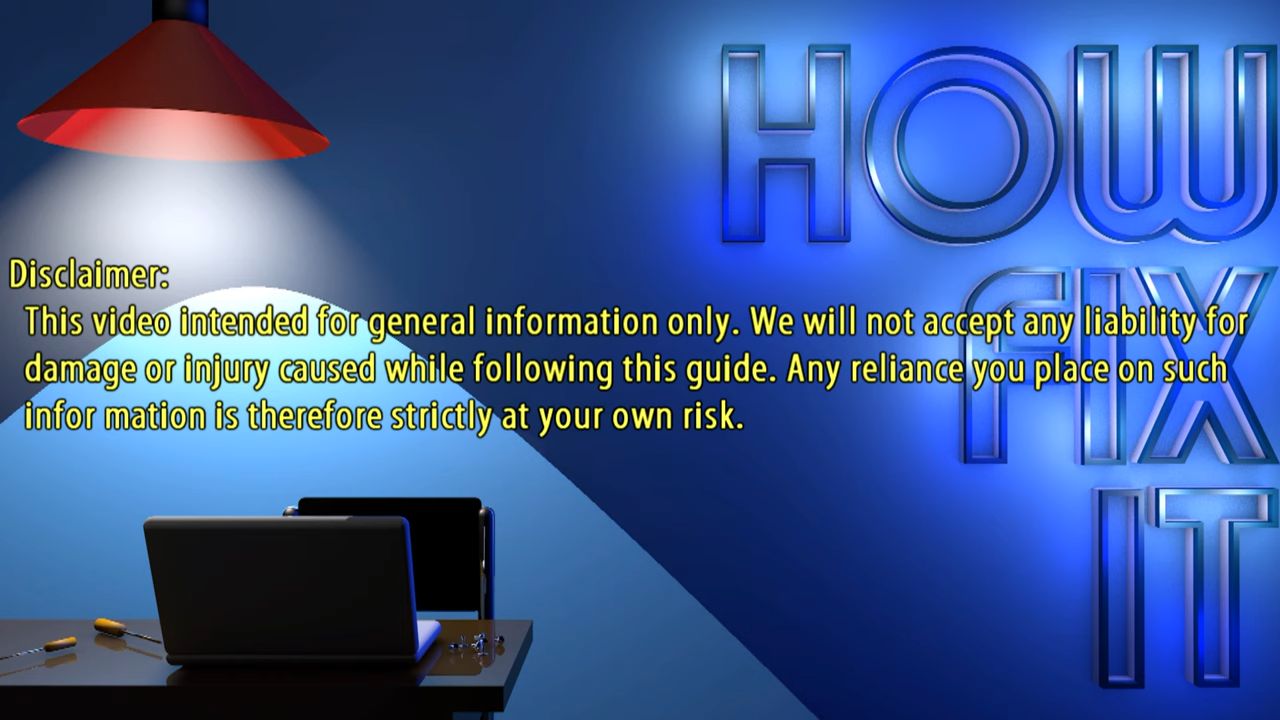 HOW
FIX
IT
Disclaimer:
This video intended for general information only. We will not accept any liability for
damage or injury caused while following this guide. Any reliance you place on such
infor mation is therefore strictly at your own risk.